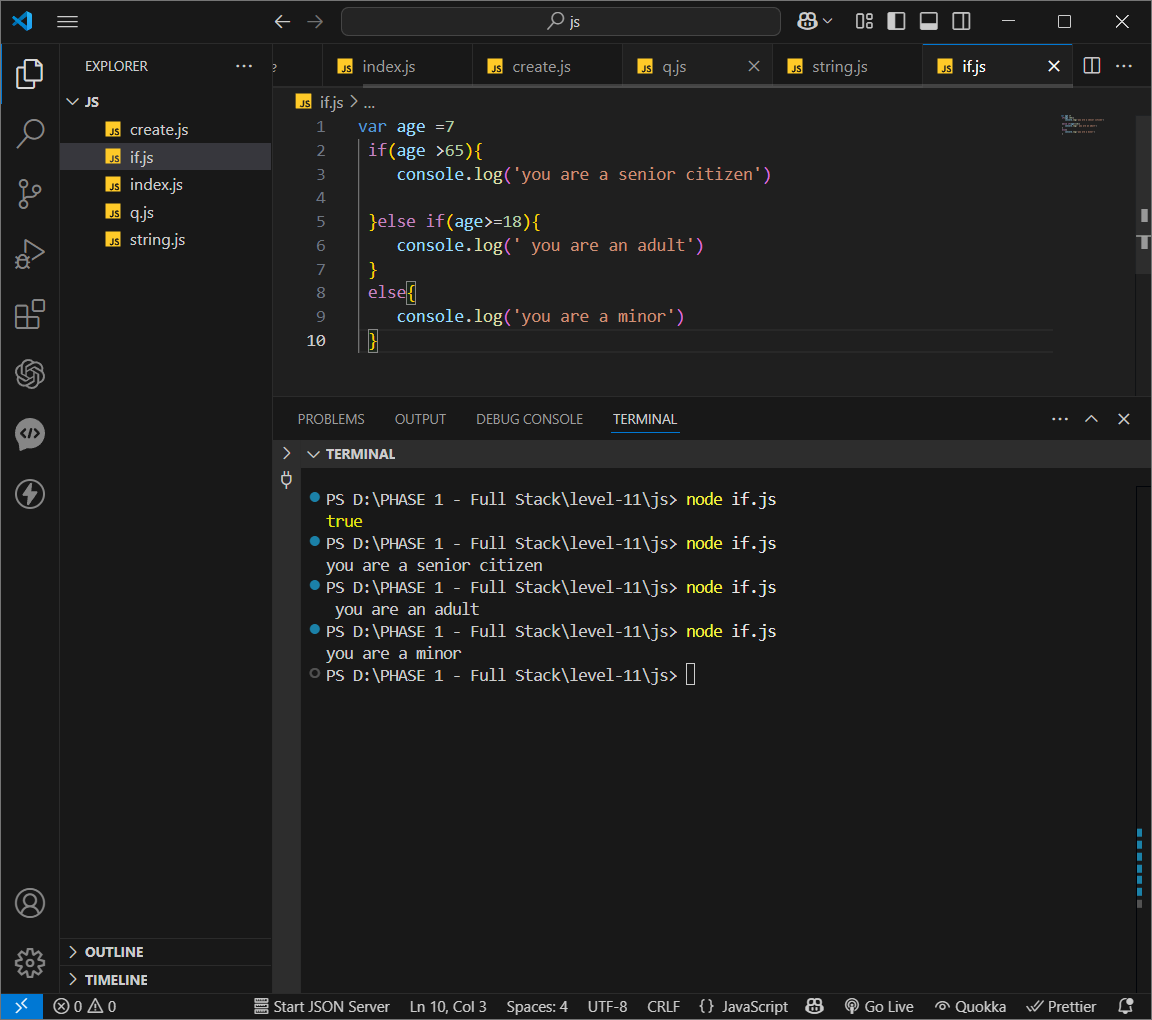 js
EXPLORER
JS
create.js
if.js
index.js
q.js
string.js
OUTLINE
TIMELINE
index.js
create.js
q.js
string.js
if.js
if.js > ...
1 var age =7
2 if(age >65){
3 console.log('you are a senior citizen')
4
5 }else if(age>=18){
6 console.log(' you are an adult')
7 }
8 else{
9 console.log('you are a minor')
10 }
PROBLEMS OUTPUT DEBUG CONSOLE TERMINAL
TERMINAL
PS D:\PHASE 1 - Full Stack\level-11\js> node if.js
true
PS D:\PHASE 1 - Full Stack\level-11\js> node if.js
you are a senior citizen
PS D:\PHASE 1 - Full Stack\level-11\js> node if.js
 you are an adult
PS D:\PHASE 1 - Full Stack\level-11\js> node if.js
you are a minor
PS D:\PHASE 1 - Full Stack\level-11\js>
0 0 Start JSON Server Ln 10, Col 3 Spaces: 4 UTF-8 CRLF {} JavaScript Go Live Quokka Prettier